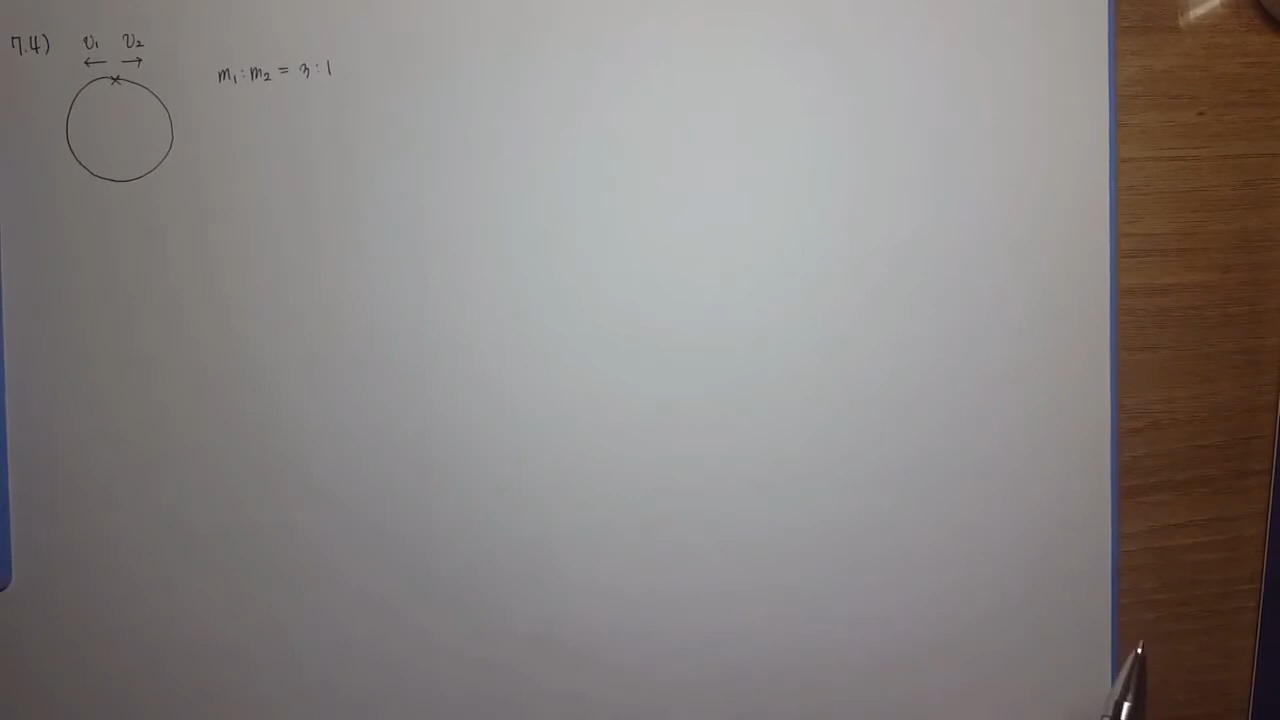 7.4)
v₁ v₂
← →
m₁ : m₂ = 3 : 1